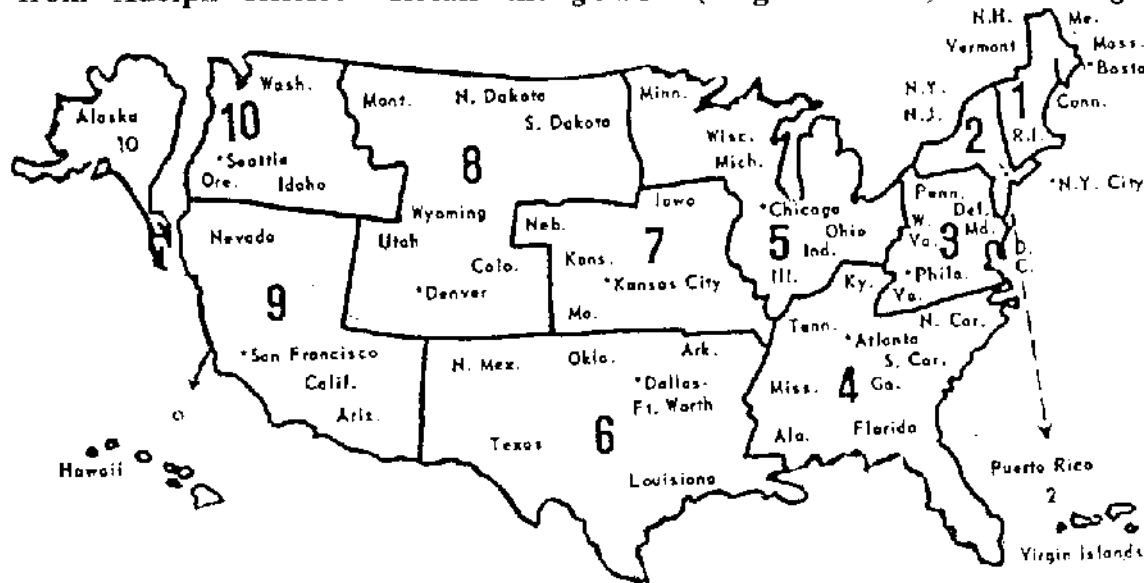 N.H. Me.
Vermont Mass.
*Bosto
Wash.
Mont. N. Dakota Minn. N.Y. Conn.
Alaska S. Dakota N.J. 1
10 10 Wisc. R.I.
8 Mich. 2
*Seattle
Ore. Idaho *N.Y. City
Iowa Penn.
Wyoming *Chicago Del.
Nevada Utah Neb. Ohio W. Md.
7 5 Ind. Va. 3 D.
Colo. Kans. C.
*Denver *Kansas City Ill. Ky. *Phila.
9 Va.
Mo. Tenn. N. Car.
*San Francisco N. Mex. Okla. Ark. *Atlanta
Calif. *Dallas- S. Car.
Ft. Worth Miss. 4 Ga.
Ariz. 6
Texas Ala. Florida
Hawaii Louisiana Puerto Rico
2
Virgin Islands